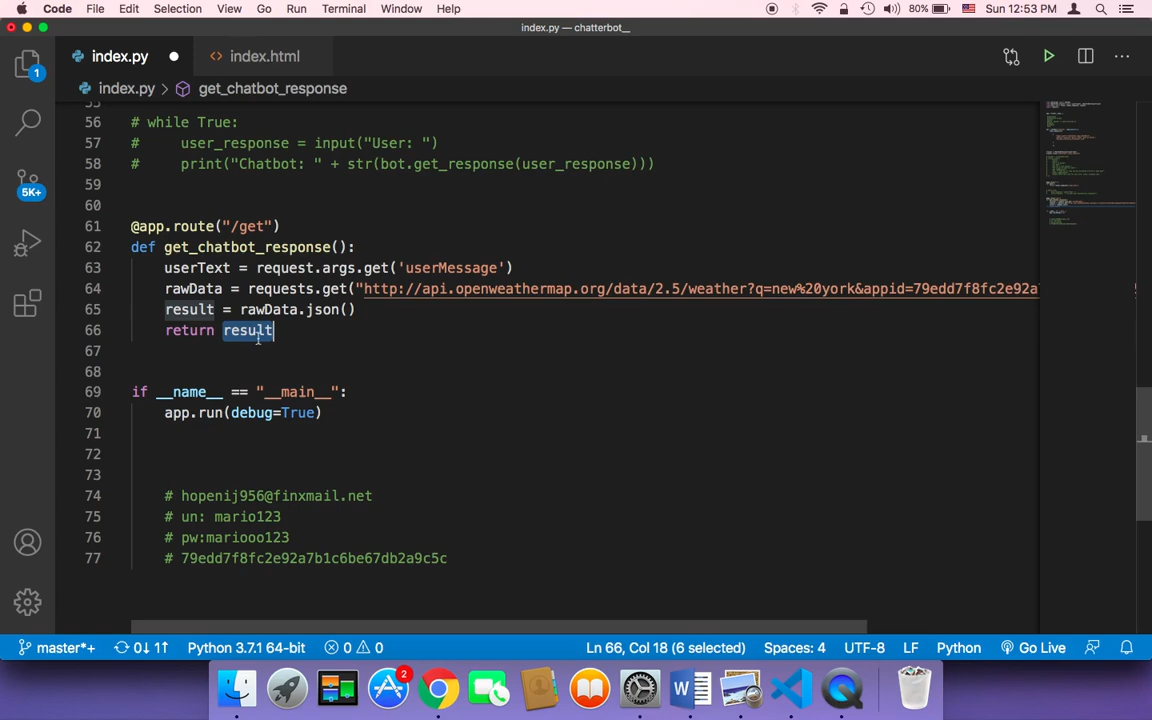 Code File Edit Selection View Go Run Terminal Window Help 80% Sun 12:53 PM
index.py — chatterbot__
index.py index.html
1
index.py > get_chatbot_response
55
56 # while True:
57 #     user_response = input("User: ")
58 #     print("Chatbot: " + str(bot.get_response(user_response)))
59
5K+
60
61 @app.route("/get")
62 def get_chatbot_response():
63 userText = request.args.get('userMessage')
64 rawData = requests.get("http://api.openweathermap.org/data/2.5/weather?q=new%20york&appid=79edd7f8fc2e92a
65 result = rawData.json()
66 return result
67
68
69 if __name__ == "__main__":
70 app.run(debug=True)
71
72
73
74 # hopenij956@finxmail.net
75 # un: mario123
76 # pw:mariooo123
77 # 79edd7f8fc2e92a7b1c6be67db2a9c5c
master*+ 0↓ 1↑ Python 3.7.1 64-bit 0 0 Ln 66, Col 18 (6 selected) Spaces: 4 UTF-8 LF Python Go Live
2